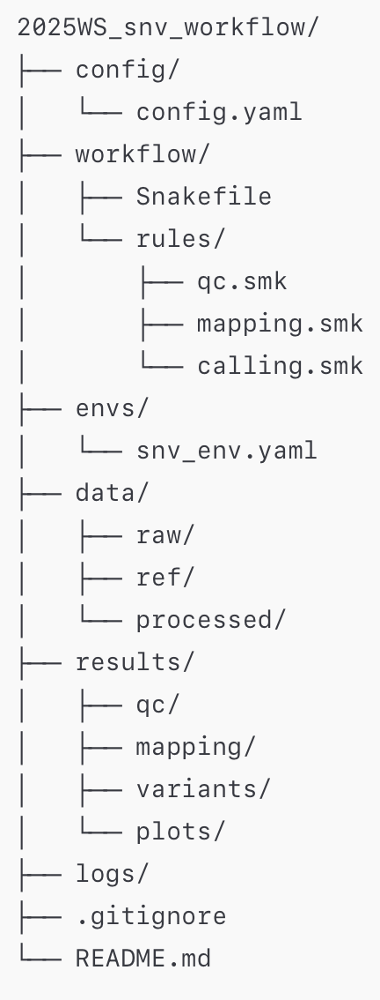 2025WS_snv_workflow/
├── config/
│   └── config.yaml
├── workflow/
│   ├── Snakefile
│   └── rules/
│       ├── qc.smk
│       ├── mapping.smk
│       └── calling.smk
├── envs/
│   └── snv_env.yaml
├── data/
│   ├── raw/
│   ├── ref/
│   └── processed/
├── results/
│   ├── qc/
│   ├── mapping/
│   ├── variants/
│   └── plots/
├── logs/
├── .gitignore
└── README.md